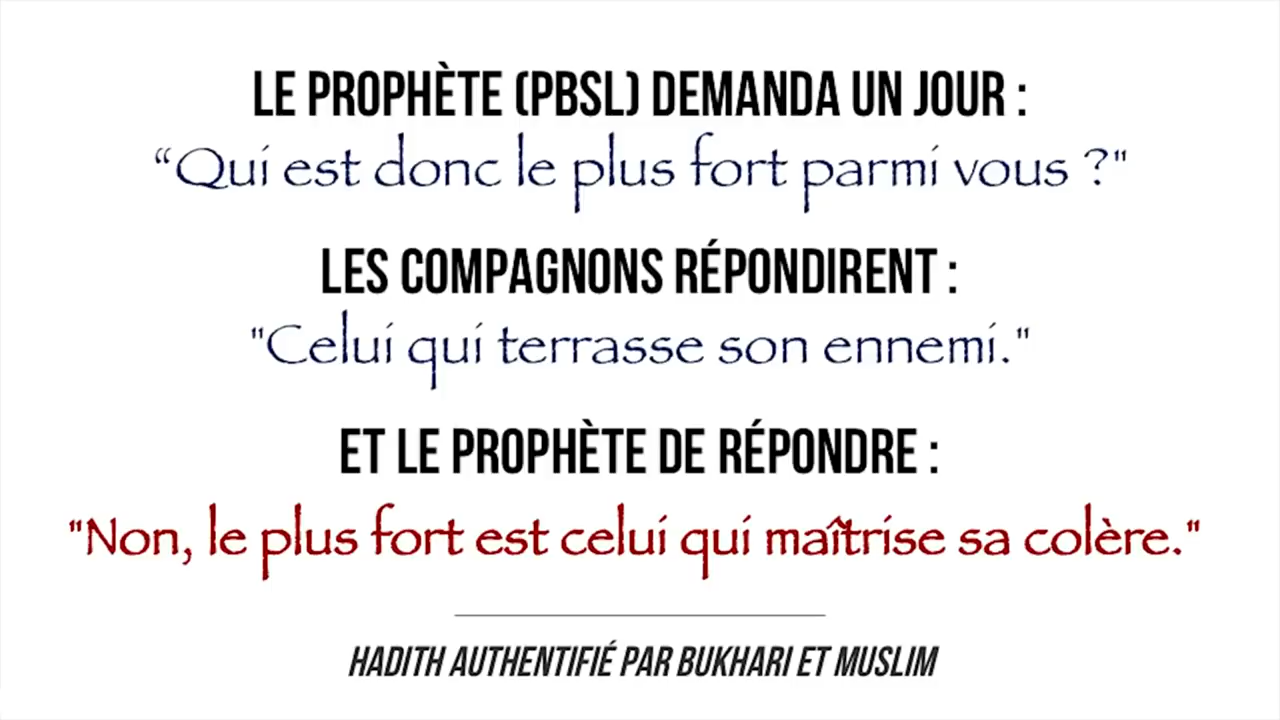 LE PROPHÈTE (PBSL) DEMANDA UN JOUR :
“Qui est donc le plus fort parmi vous ?"
LES COMPAGNONS RÉPONDIRENT :
"Celui qui terrasse son ennemi."
ET LE PROPHÈTE DE RÉPONDRE :
"Non, le plus fort est celui qui maîtrise sa colère."
HADITH AUTHENTIFIÉ PAR BUKHARI ET MUSLIM